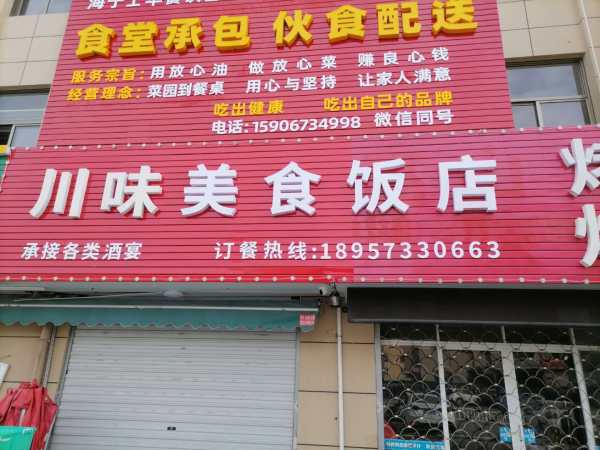 食堂承包 伙食配送
服务宗旨：用放心油 做放心菜 赚良心钱
经营理念：菜园到餐桌 用心与坚持 让家人满意
吃出健康 吃出自己的品牌
电话：15906734998 微信同号
川味美食饭店
承接各类酒宴 订餐热线:18957330663